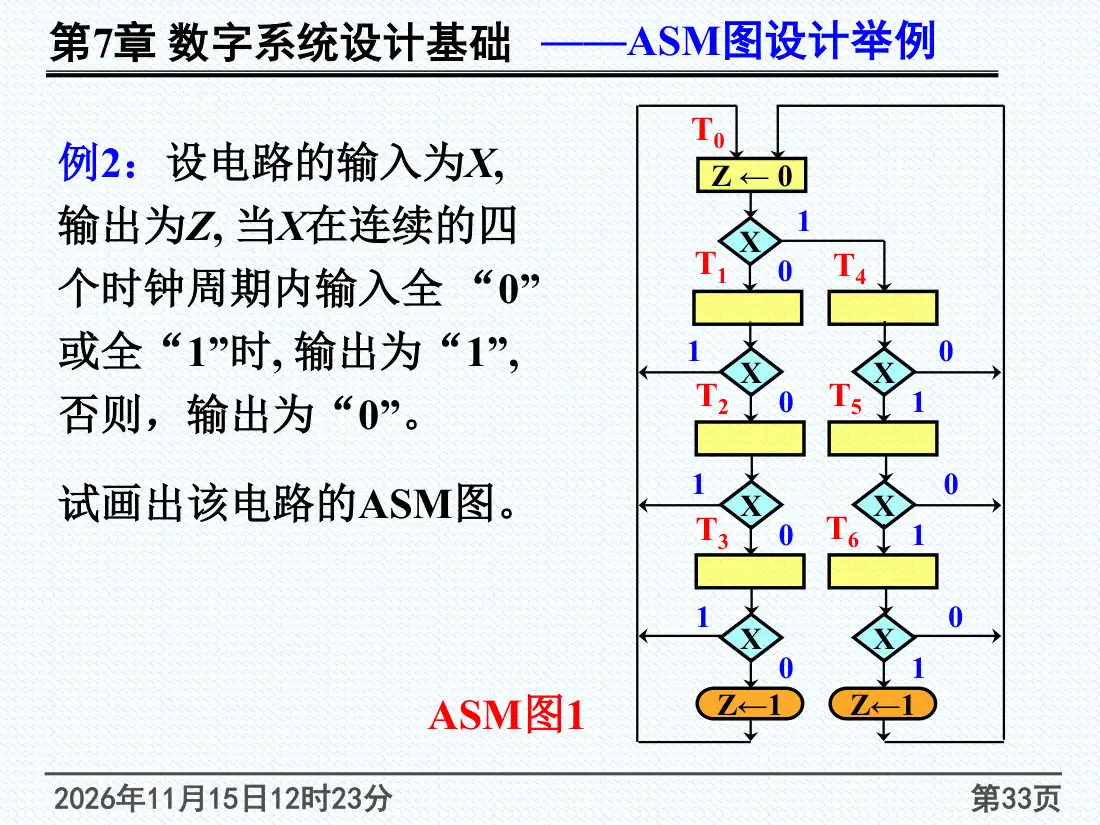 第7章 数字系统设计基础 ——ASM图设计举例
例2：设电路的输入为X,
输出为Z, 当X在连续的四
个时钟周期内输入全 “0”
或全“1”时, 输出为“1”,
否则，输出为“0”。
试画出该电路的ASM图。
ASM图1
T0
Z ← 0
X
1
0
T1
T4
1
X
0
X
0
1
T2
T5
1
X
0
X
0
1
T3
T6
1
X
0
X
0
1
Z←1
Z←1
2026年11月15日12时23分
第33页